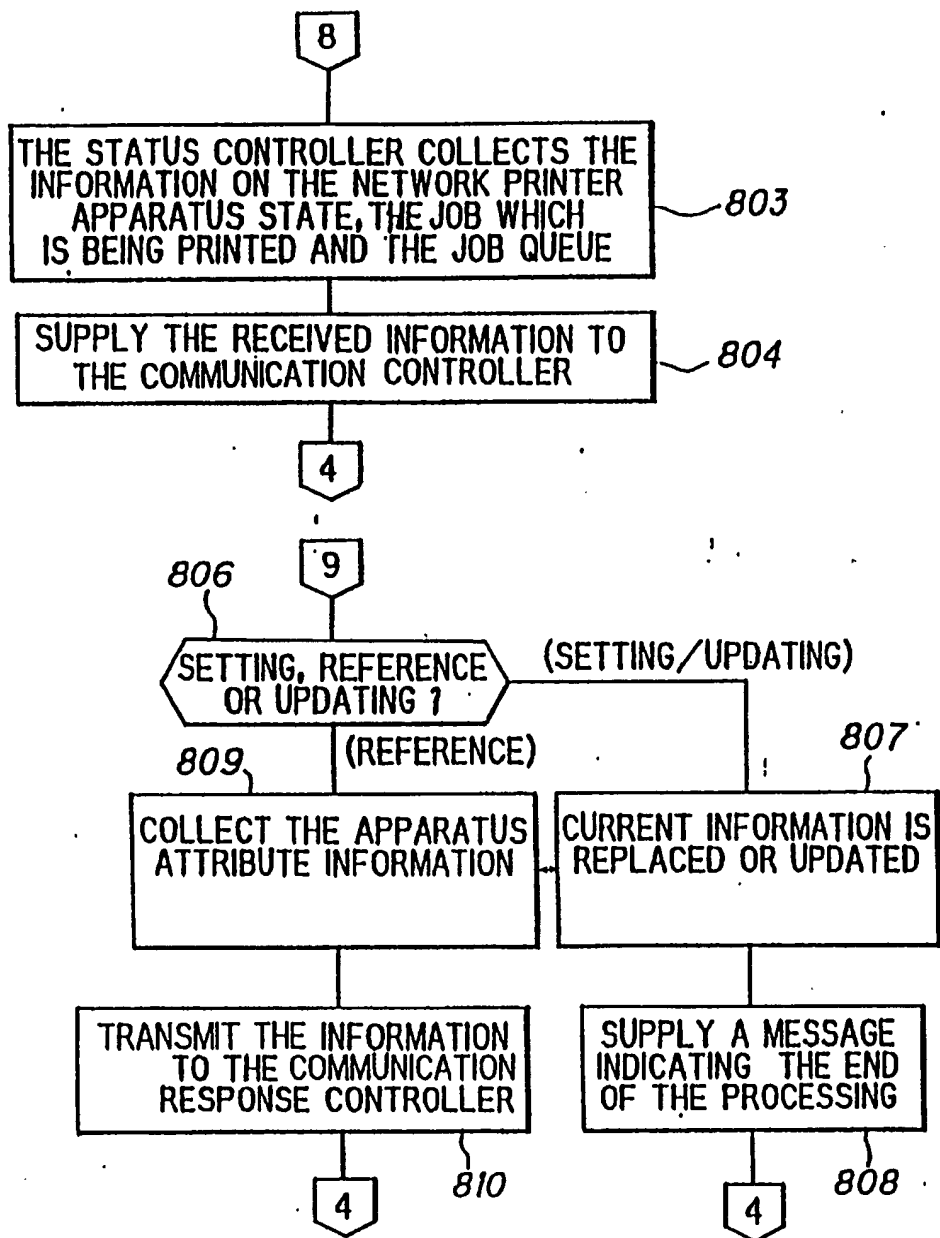 8
THE STATUS CONTROLLER COLLECTS THE
INFORMATION ON THE NETWORK PRINTER
APPARATUS STATE, THE JOB WHICH
IS BEING PRINTED AND THE JOB QUEUE
803
SUPPLY THE RECEIVED INFORMATION TO
THE COMMUNICATION CONTROLLER
804
4
9
806
SETTING, REFERENCE
OR UPDATING ?
(SETTING/UPDATING)
(REFERENCE)
809
COLLECT THE APPARATUS
ATTRIBUTE INFORMATION
807
CURRENT INFORMATION IS
REPLACED OR UPDATED
TRANSMIT THE INFORMATION
TO THE COMMUNICATION
RESPONSE CONTROLLER
810
SUPPLY A MESSAGE
INDICATING THE END
OF THE PROCESSING
808
4
4